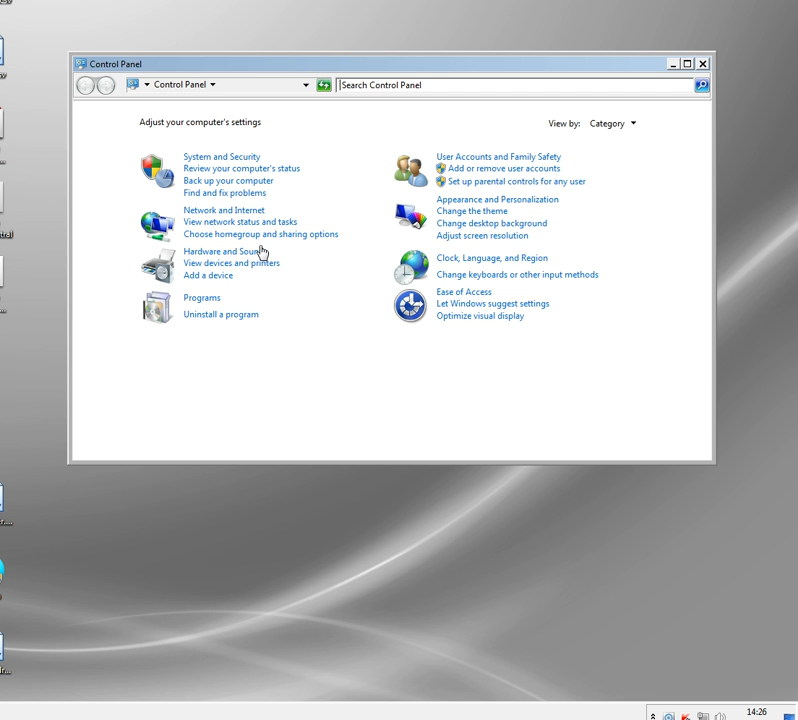 Control Panel
Control Panel
Search Control Panel
Adjust your computer's settings
View by: Category
System and Security
Review your computer's status
Back up your computer
Find and fix problems
Network and Internet
View network status and tasks
Choose homegroup and sharing options
Hardware and Sound
View devices and printers
Add a device
Programs
Uninstall a program
User Accounts and Family Safety
Add or remove user accounts
Set up parental controls for any user
Appearance and Personalization
Change the theme
Change desktop background
Adjust screen resolution
Clock, Language, and Region
Change keyboards or other input methods
Ease of Access
Let Windows suggest settings
Optimize visual display
14:26